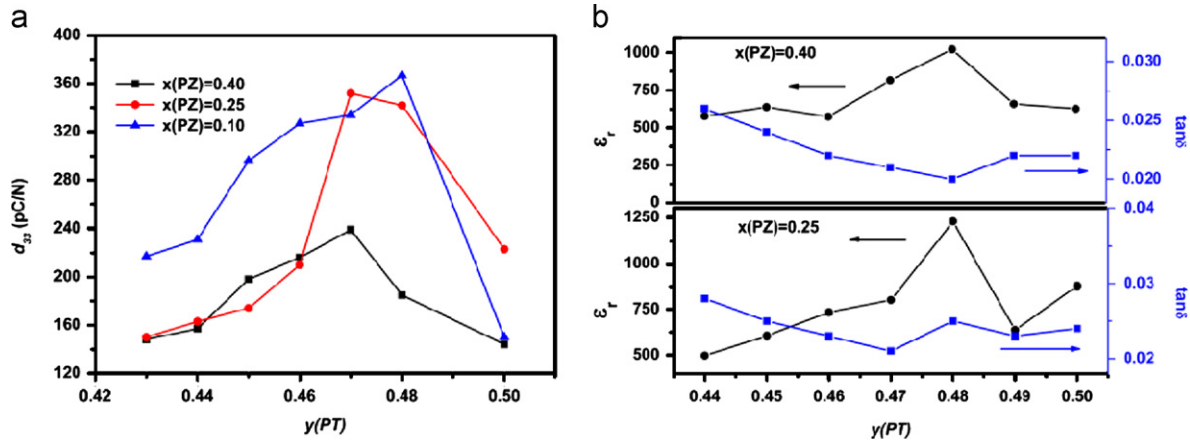 a
400
360
320
280
240
200
160
120
d33 (pC/N)
x(PZ)=0.40
x(PZ)=0.25
x(PZ)=0.10
0.42 0.44 0.46 0.48 0.50
y(PT)
b
1000
750
500
250
0
εr
x(PZ)=0.40
0.030
0.025
0.020
tanδ
1250
1000
750
500
εr
x(PZ)=0.25
0.04
0.03
0.02
tanδ
0.44 0.45 0.46 0.47 0.48 0.49 0.50
y(PT)